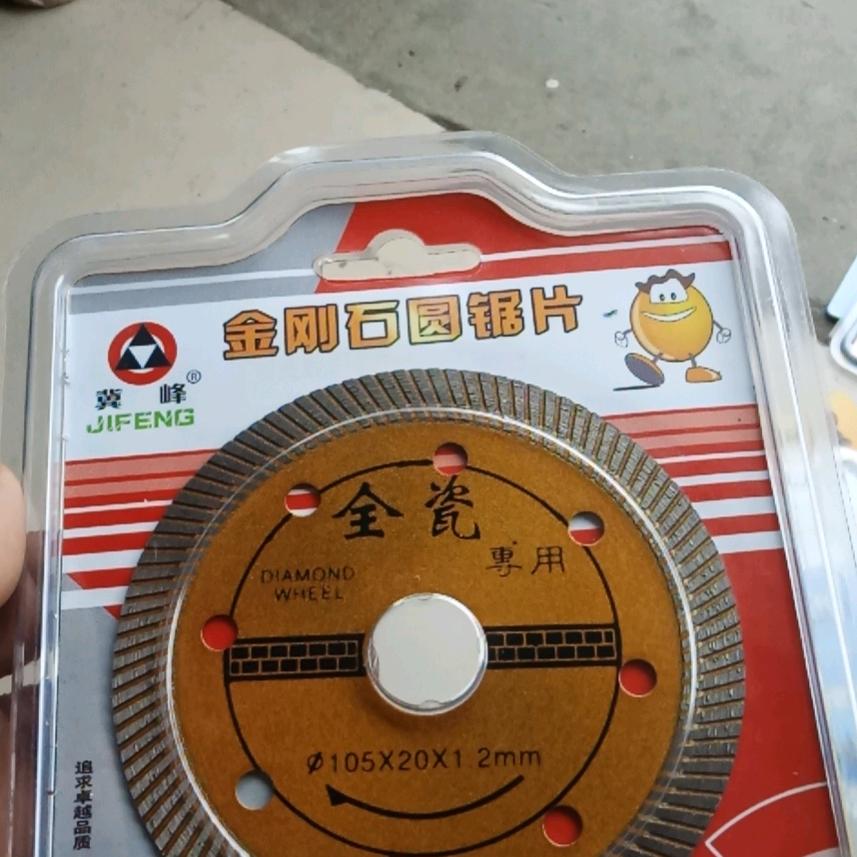 金刚石圆锯片
冀峰®
JIFENG
全瓷
專用
DIAMOND
WHEEL
Ø105X20X1.2mm
追求卓越品质